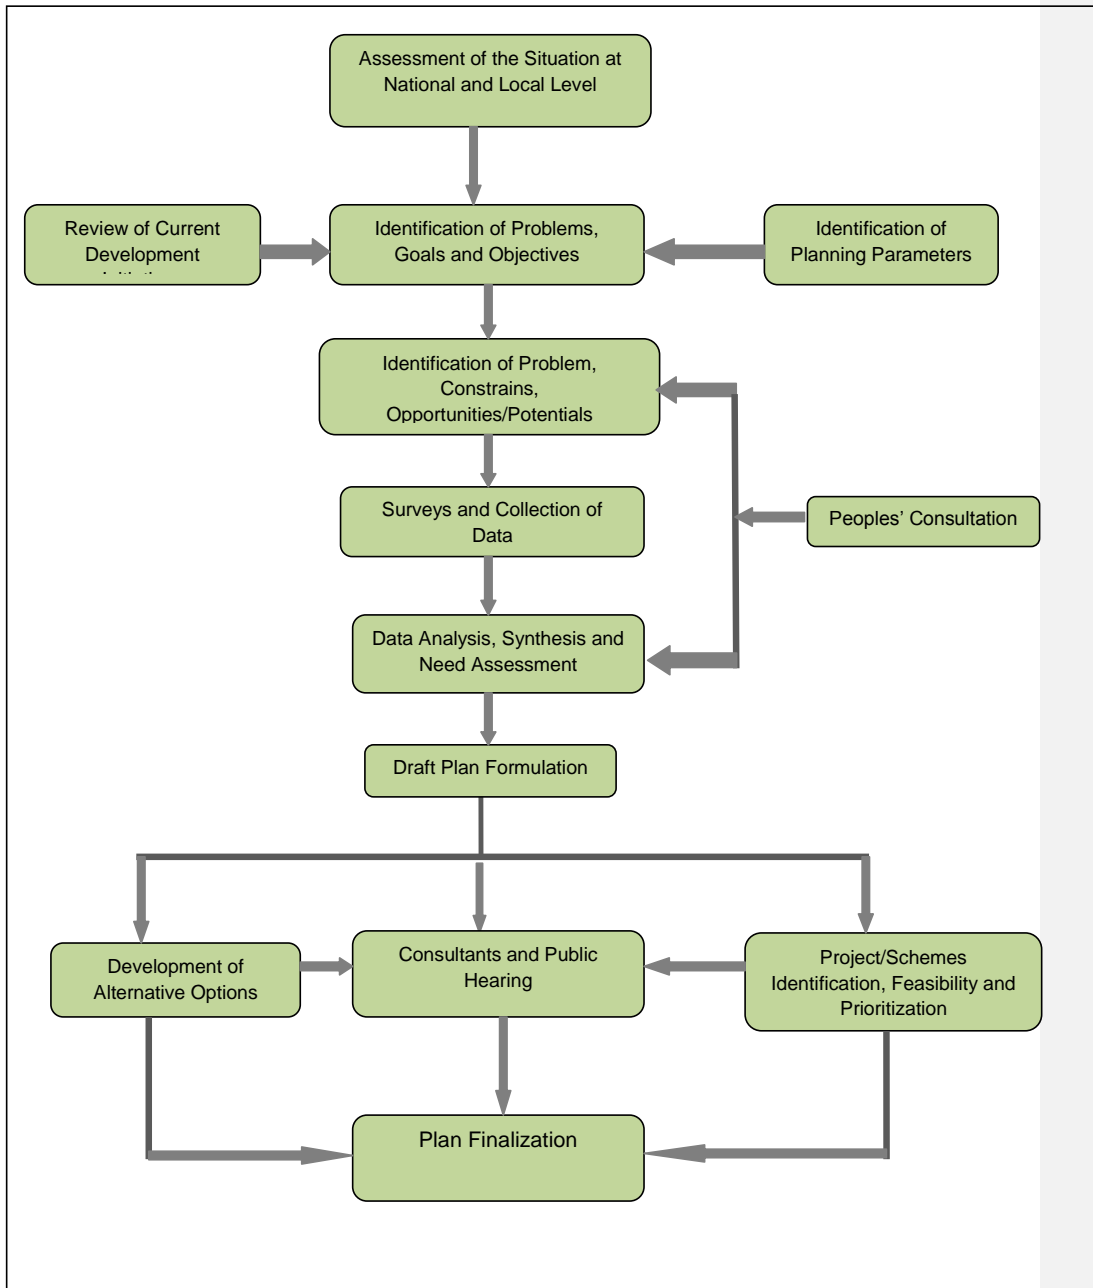 Assessment of the Situation at
National and Local Level
Review of Current
Development
Identification of Problems,
Goals and Objectives
Identification of
Planning Parameters
Identification of Problem,
Constrains,
Opportunities/Potentials
Surveys and Collection of
Data
Peoples’ Consultation
Data Analysis, Synthesis and
Need Assessment
Draft Plan Formulation
Development of
Alternative Options
Consultants and Public
Hearing
Project/Schemes
Identification, Feasibility and
Prioritization
Plan Finalization